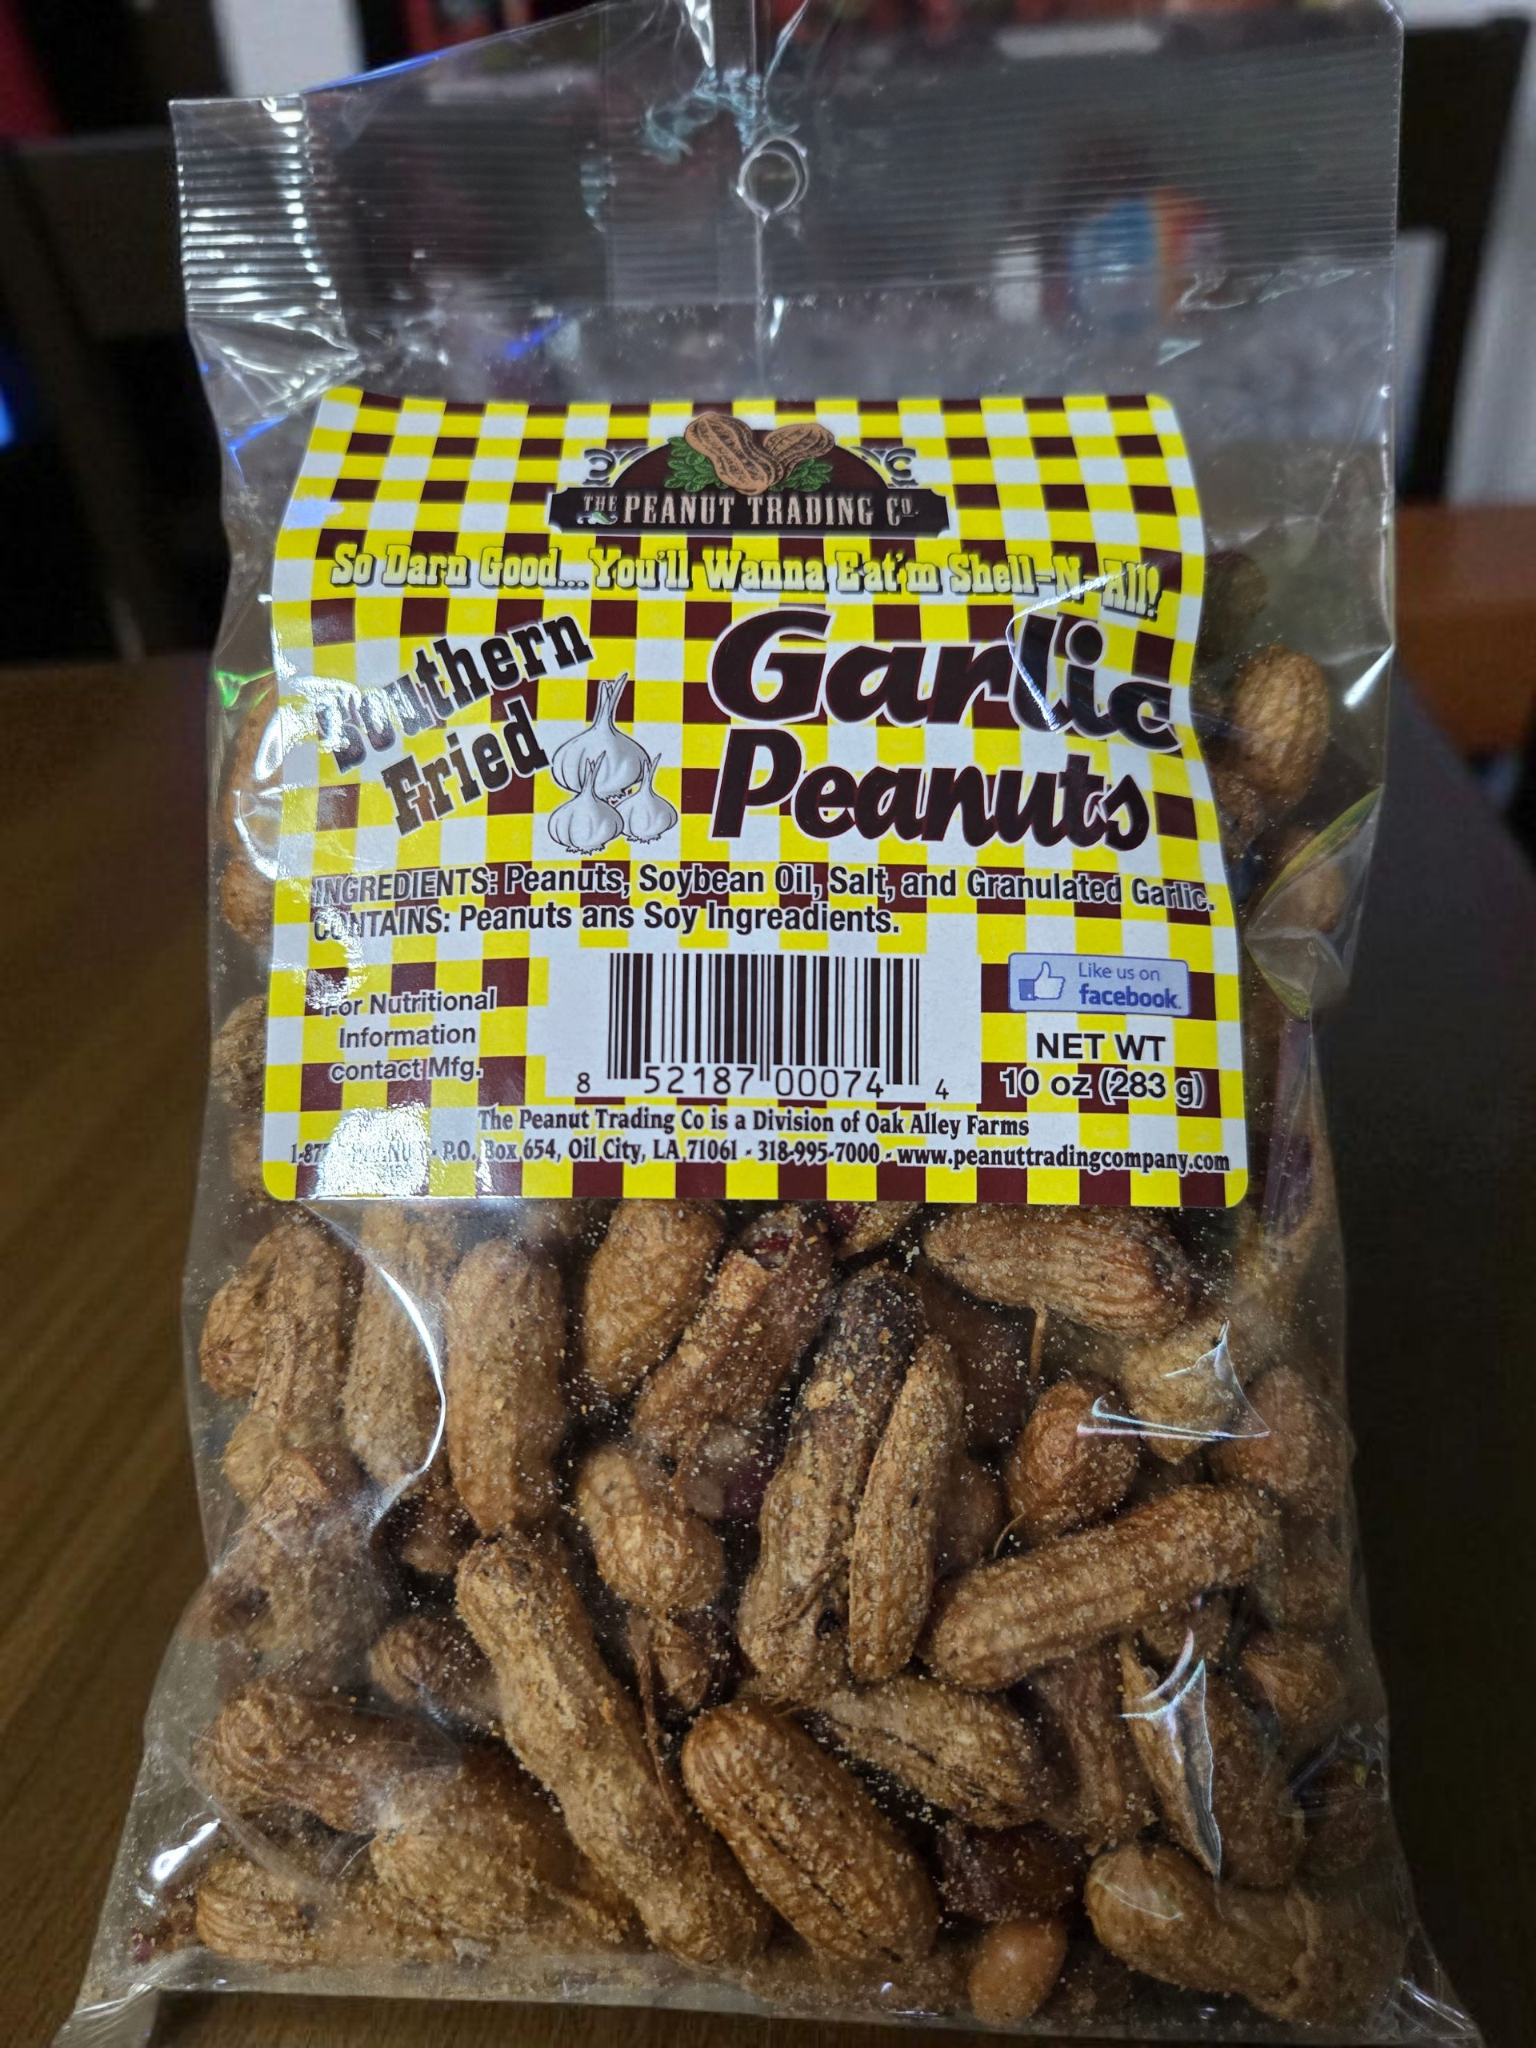 THE PEANUT TRADING CO.
So Darn Good... You'll Wanna Eat'm Shell-N-All!
Southern
Fried
Garlic
Peanuts
INGREDIENTS: Peanuts, Soybean Oil, Salt, and Granulated Garlic.
CONTAINS: Peanuts ans Soy Ingreadients.
For Nutritional
Information
contact Mfg.
8 52187 00074 4
Like us on
facebook.
NET WT
10 oz (283 g)
The Peanut Trading Co is a Division of Oak Alley Farms
P.O. Box 654, Oil City, LA 71061 - 318-995-7000 - www.peanuttradingcompany.com